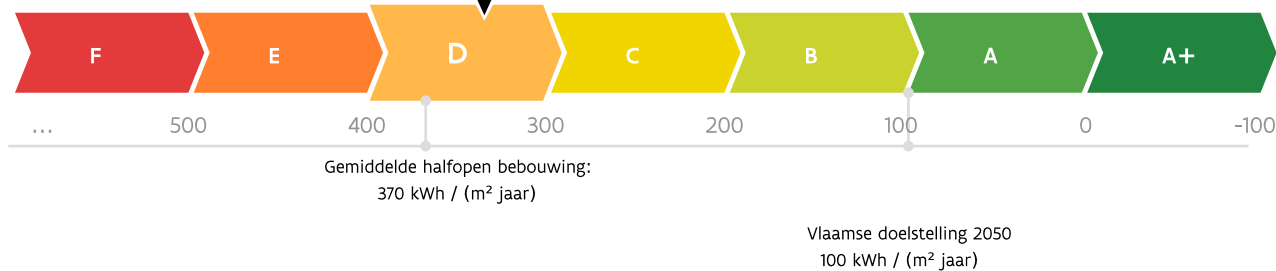 F E D C B A A+
... 500 400 300 200 100 0 -100
Gemiddelde halfopen bebouwing:
370 kWh / (m² jaar)
Vlaamse doelstelling 2050
100 kWh / (m² jaar)